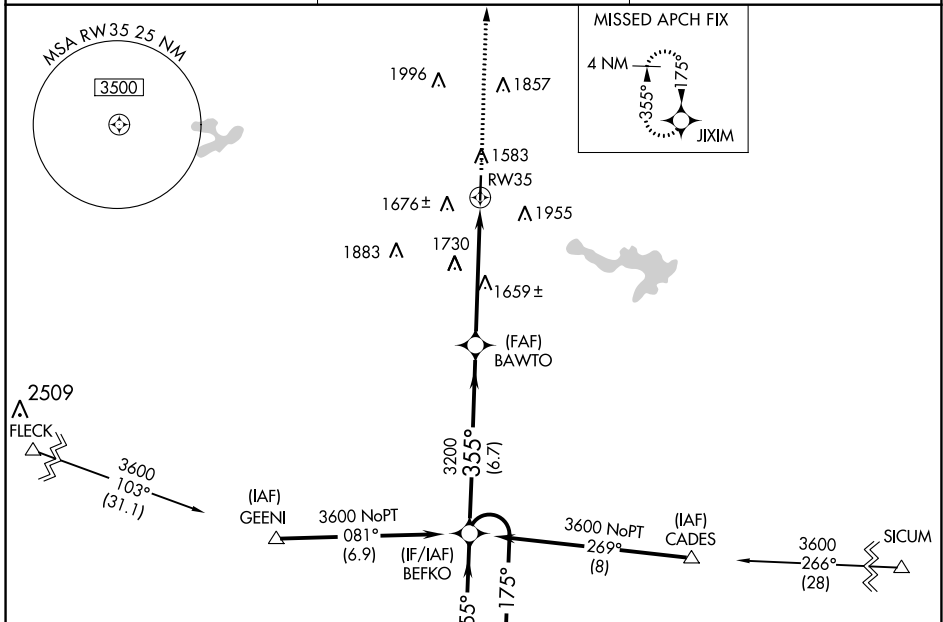 MSA RW35 25 NM
3500
MISSED APCH FIX
4 NM
355°
175°
JIXIM
1996
1857
1583
RW35
1676 ±
1955
1883
1730
1659 ±
(FAF)
BAWTO
2509
FLECK
3600
103°
(31.1)
3200
355°
(6.7)
(IAF)
GEENI
3600 NoPT
081°
(6.9)
(IF/IAF)
BEFKO
3600 NoPT
269°
(8)
(IAF)
CADES
3600
266°
(28)
SICUM
55°
175°